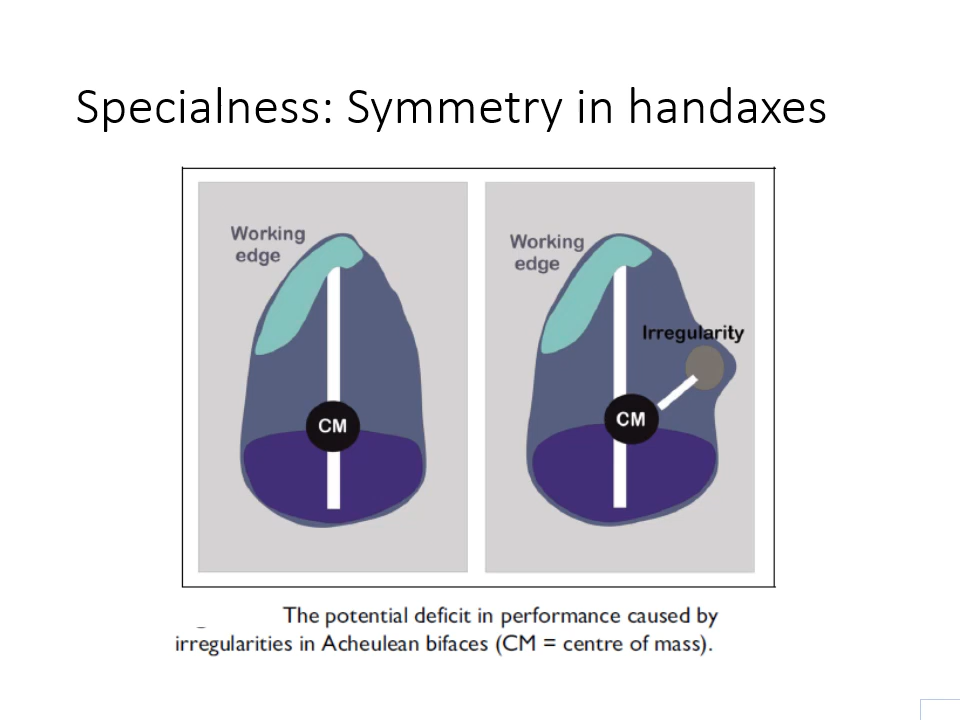 Specialness: Symmetry in handaxes
Working
edge
CM
Working
edge
Irregularity
CM
The potential deficit in performance caused by
irregularities in Acheulean bifaces (CM = centre of mass).